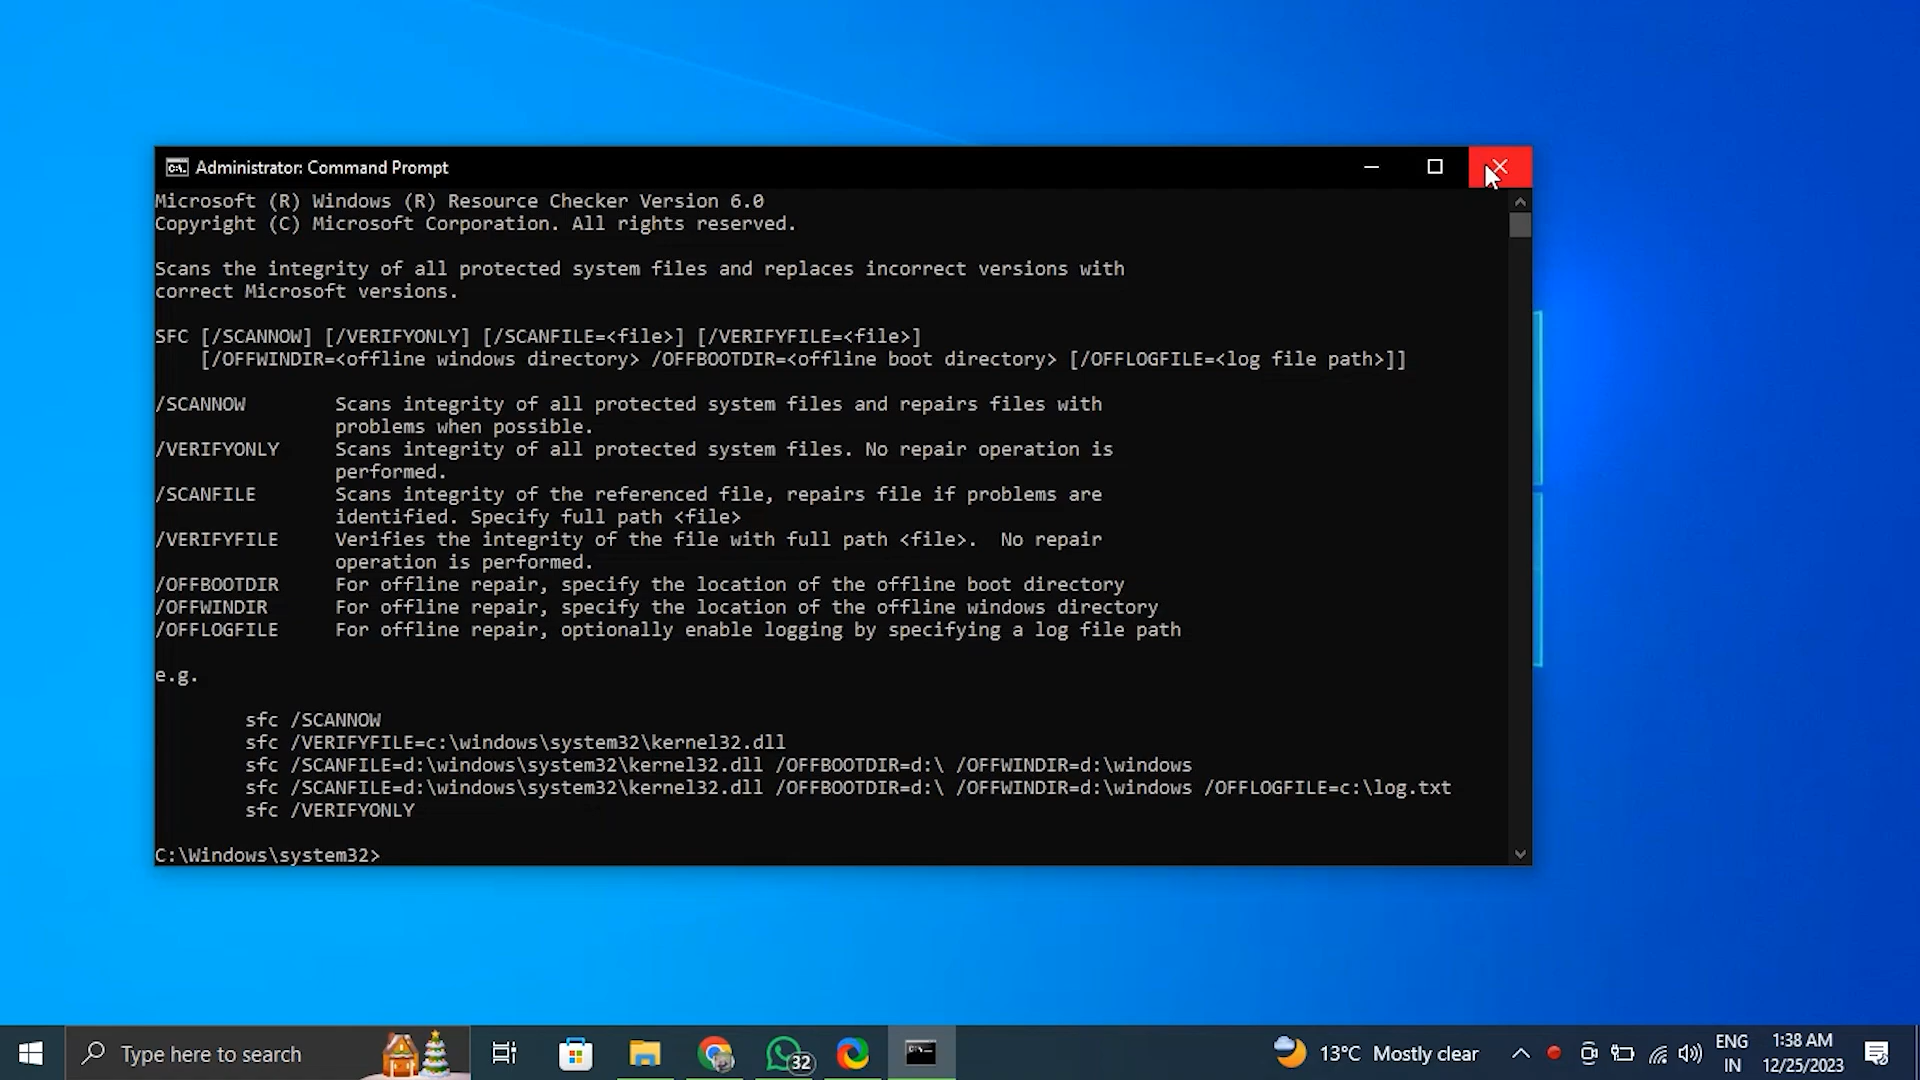 Administrator: Command Prompt
Microsoft (R) Windows (R) Resource Checker Version 6.0
Copyright (C) Microsoft Corporation. All rights reserved.
Scans the integrity of all protected system files and replaces incorrect versions with
correct Microsoft versions.
SFC [/SCANNOW] [/VERIFYONLY] [/SCANFILE=<file>] [/VERIFYFILE=<file>]
[/OFFWINDIR=<offline windows directory> /OFFBOOTDIR=<offline boot directory> [/OFFLOGFILE=<log file path>]]
/SCANNOW Scans integrity of all protected system files and repairs files with
problems when possible.
/VERIFYONLY Scans integrity of all protected system files. No repair operation is
performed.
/SCANFILE Scans integrity of the referenced file, repairs file if problems are
identified. Specify full path <file>
/VERIFYFILE Verifies the integrity of the file with full path <file>. No repair
operation is performed.
/OFFBOOTDIR For offline repair, specify the location of the offline boot directory
/OFFWINDIR For offline repair, specify the location of the offline windows directory
/OFFLOGFILE For offline repair, optionally enable logging by specifying a log file path
e.g.
sfc /SCANNOW
sfc /VERIFYFILE=c:\windows\system32\kernel32.dll
sfc /SCANFILE=d:\windows\system32\kernel32.dll /OFFBOOTDIR=d:\ /OFFWINDIR=d:\windows
sfc /SCANFILE=d:\windows\system32\kernel32.dll /OFFBOOTDIR=d:\ /OFFWINDIR=d:\windows /OFFLOGFILE=c:\log.txt
sfc /VERIFYONLY
C:\Windows\system32>
Type here to search
32
13°C Mostly clear
ENG
IN
1:38 AM
12/25/2023